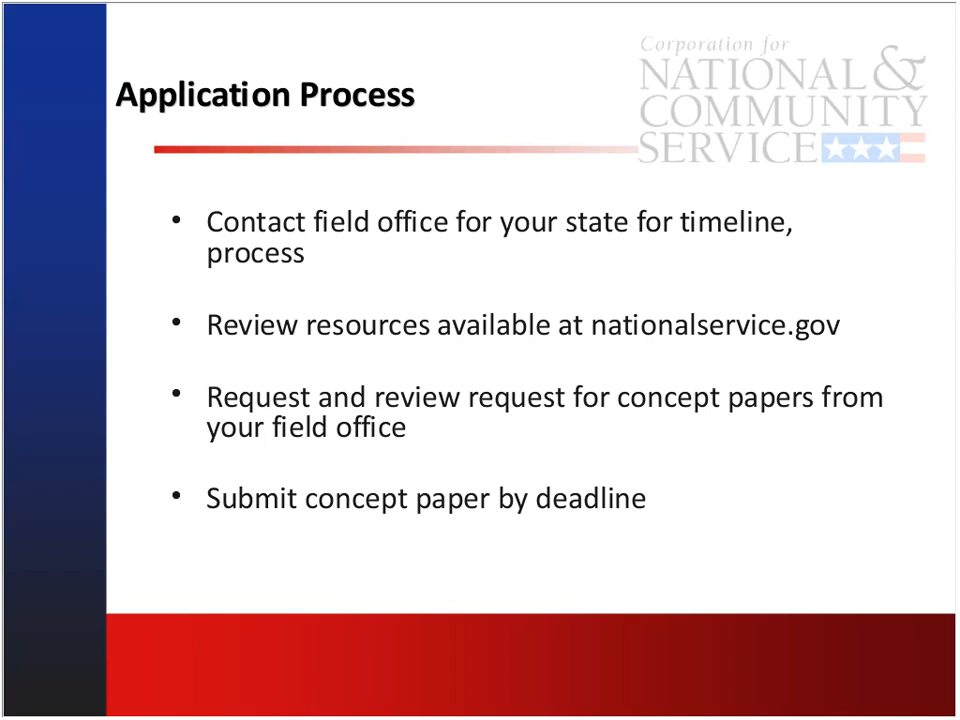 Corporation for
NATIONAL &
COMMUNITY
SERVICE
Application Process
• Contact field office for your state for timeline,
process
• Review resources available at nationalservice.gov
• Request and review request for concept papers from
your field office
• Submit concept paper by deadline